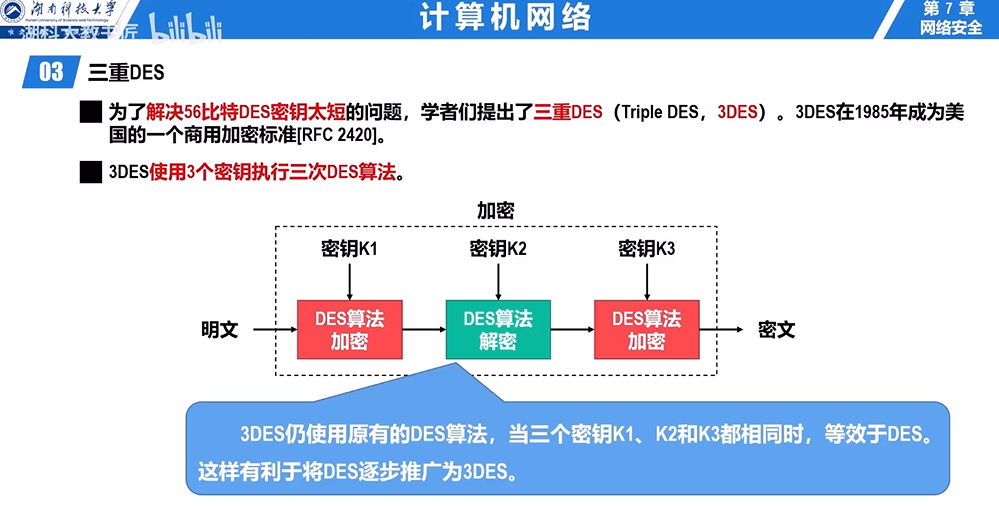 湖南科技大学
Hunan University of Science and Technology
湖科大教书匠 bilibili
计算机网络
第 7 章
网络安全
03 三重DES
为了解决56比特DES密钥太短的问题，学者们提出了三重DES（Triple DES，3DES）。3DES在1985年成为美
国的一个商用加密标准[RFC 2420]。
3DES使用3个密钥执行三次DES算法。
加密
密钥K1 密钥K2 密钥K3
明文 DES算法 加密 DES算法 解密 DES算法 加密 密文
3DES仍使用原有的DES算法，当三个密钥K1、K2和K3都相同时，等效于DES。
这样有利于将DES逐步推广为3DES。